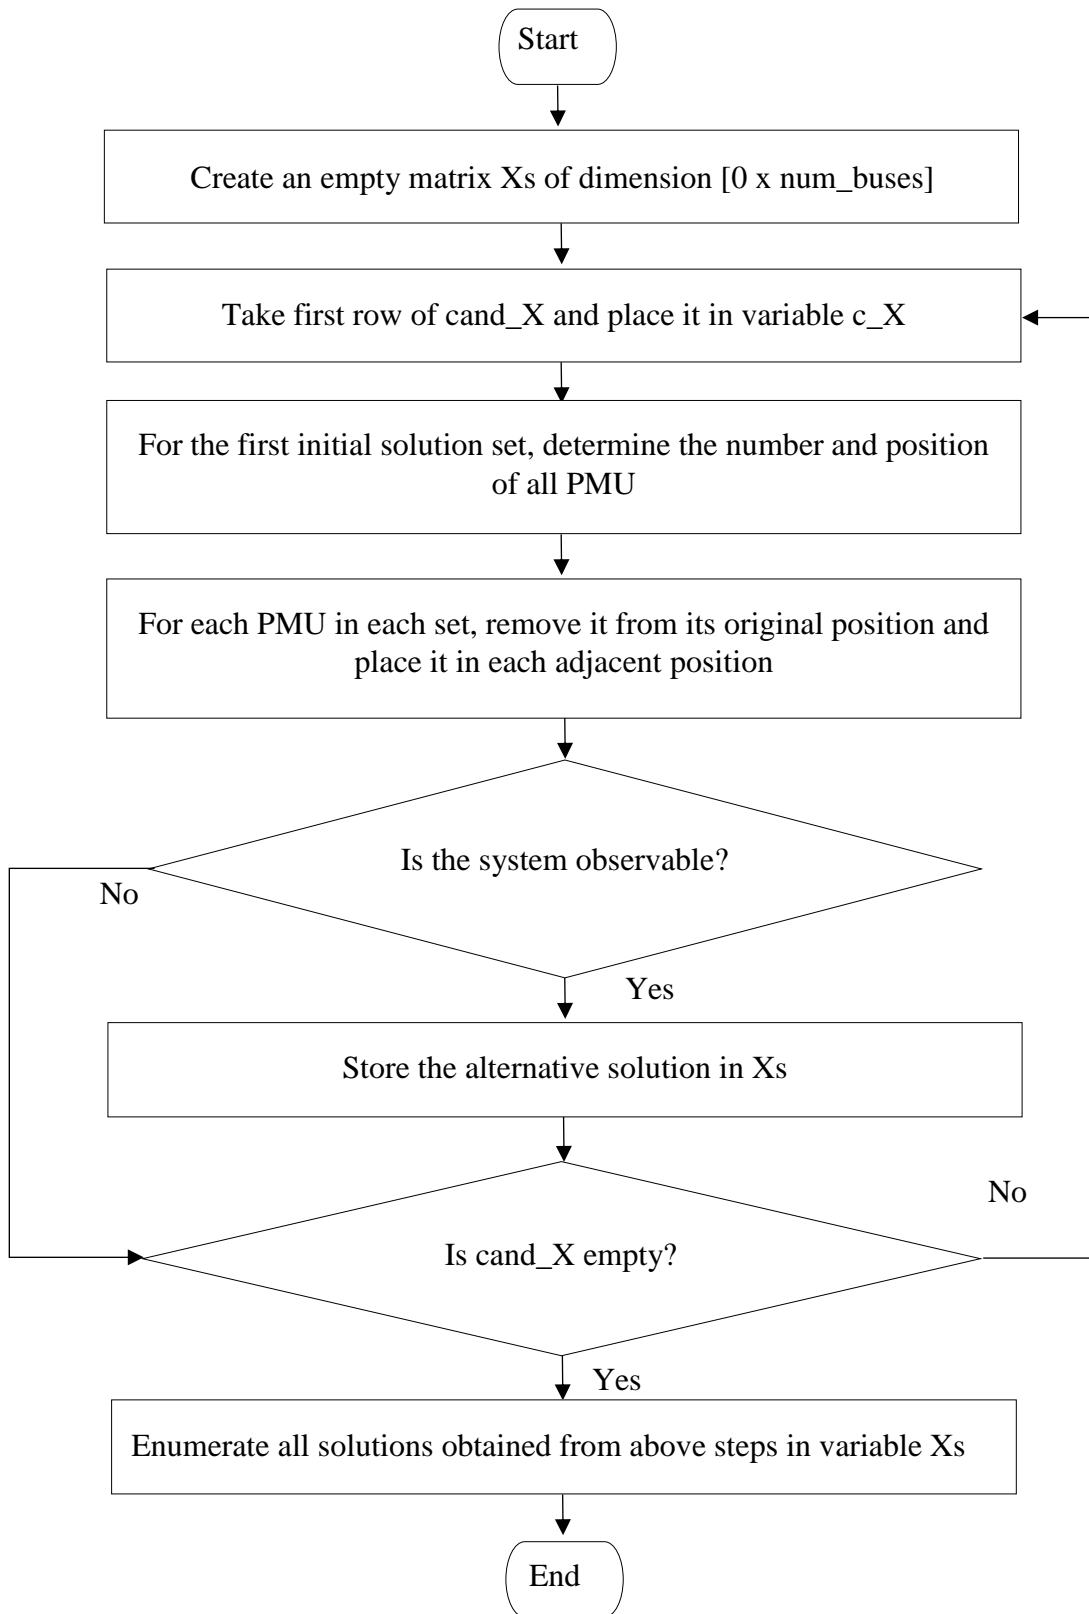 Start
Create an empty matrix Xs of dimension [0 x num_buses]
Take first row of cand_X and place it in variable c_X
For the first initial solution set, determine the number and position
of all PMU
For each PMU in each set, remove it from its original position and
place it in each adjacent position
Is the system observable?
No
Yes
Store the alternative solution in Xs
No
Is cand_X empty?
Yes
Enumerate all solutions obtained from above steps in variable Xs
End